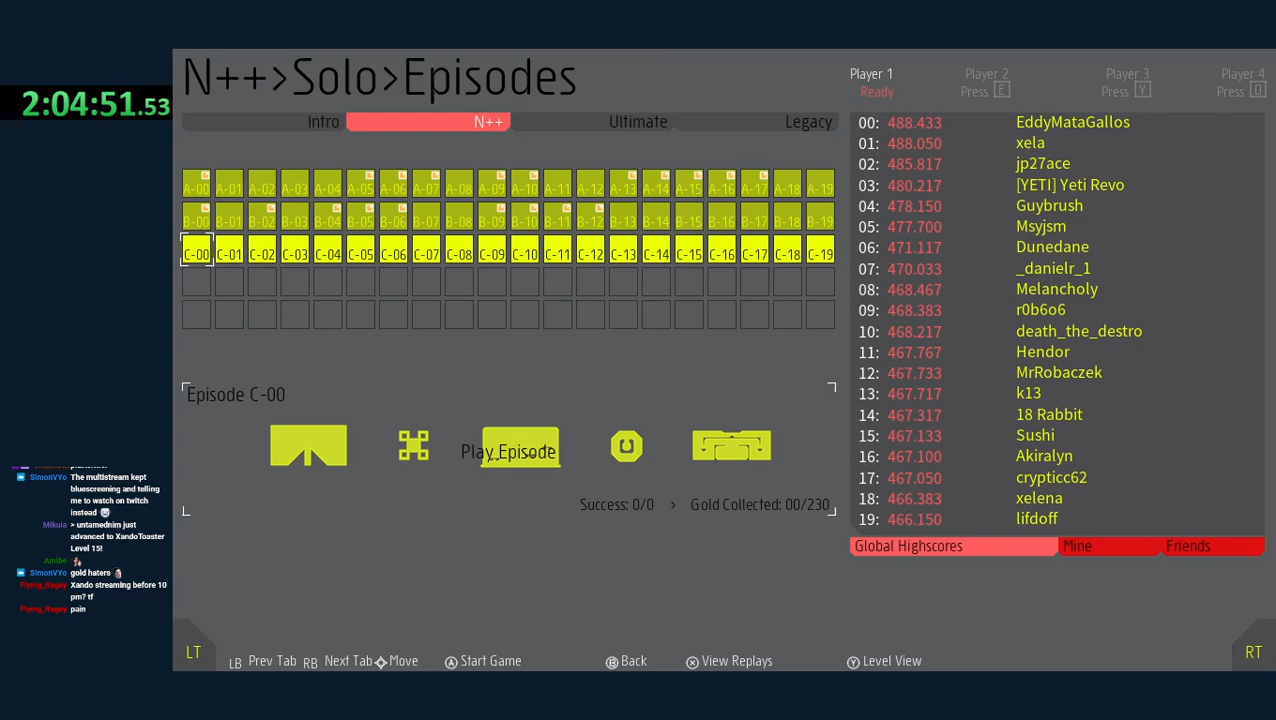 N++>Solo>Episodes
Player 1
Ready
Player 2
Press E
Player 3
Press Y
Player 4
Press O
2:04:51.53
Intro
N++
Ultimate
Legacy
A-00 A-01 A-02 A-03 A-04 A-05 A-06 A-07 A-08 A-09 A-10 A-11 A-12 A-13 A-14 A-15 A-16 A-17 A-18 A-19
B-00 B-01 B-02 B-03 B-04 B-05 B-06 B-07 B-08 B-09 B-10 B-11 B-12 B-13 B-14 B-15 B-16 B-17 B-18 B-19
C-00 C-01 C-02 C-03 C-04 C-05 C-06 C-07 C-08 C-09 C-10 C-11 C-12 C-13 C-14 C-15 C-16 C-17 C-18 C-19
00: 488.433 EddyMataGallos
01: 488.050 xela
02: 485.817 jp27ace
03: 480.217 [YETI] Yeti Revo
04: 478.150 Guybrush
05: 477.700 Msyjsm
06: 471.117 Dunedane
07: 470.033 _danielr_1
08: 468.467 Melancholy
09: 468.383 r0b6o6
10: 468.217 death_the_destro
11: 467.767 Hendor
12: 467.733 MrRobaczek
13: 467.717 k13
14: 467.317 18 Rabbit
15: 467.133 Sushi
16: 467.100 Akiralyn
17: 467.050 crypticc62
18: 466.383 xelena
19: 466.150 lifdoff
Global Highscores
Mine
Friends
Episode C-00
Play Episode
Success: 0/0 > Gold Collected: 00/230
SimonVYo The multistream kept
bluescreening and telling
me to watch on twitch
instead
Mikuia > untamednim just
advanced to XandoToaster
Level 15!
Amibe
SimonVYo gold haters
Flying_Ragey Xando streaming before 10
pm? tf
Flying_Ragey pain
LT
LB Prev Tab RB Next Tab Move A Start Game B Back X View Replays Y Level View
RT